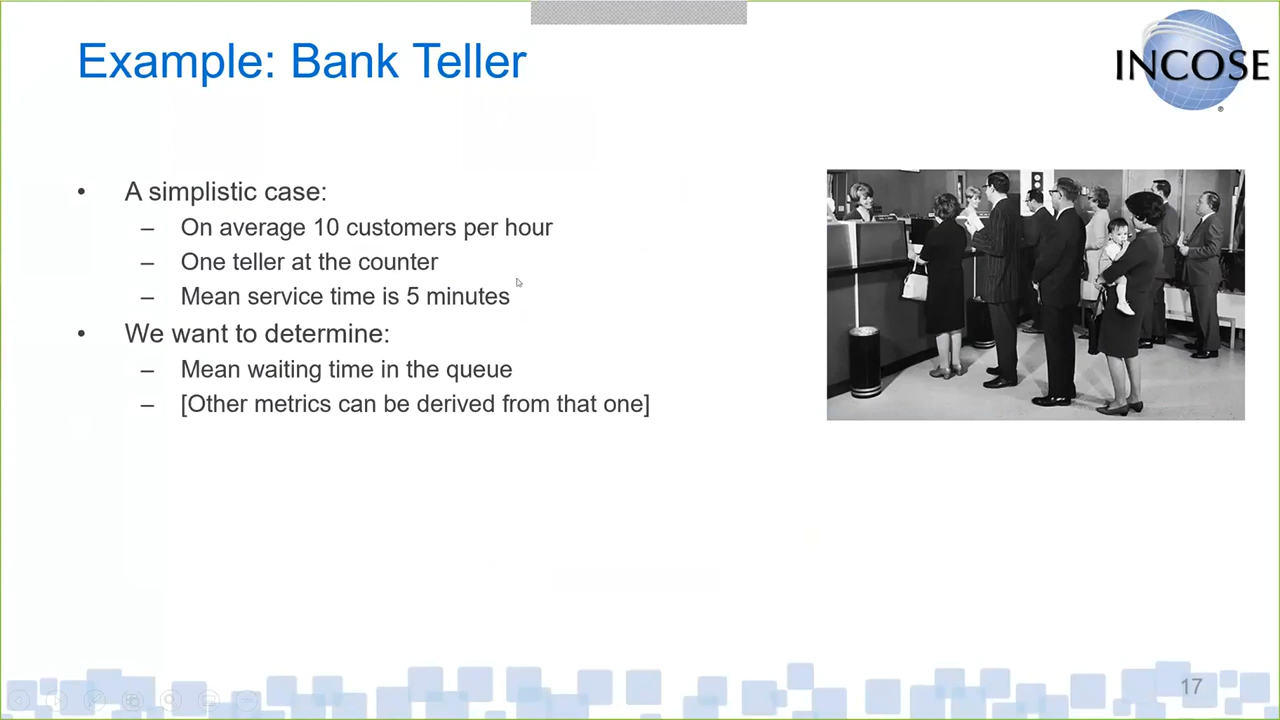 Example: Bank Teller
INCOSE
®
• A simplistic case:
– On average 10 customers per hour
– One teller at the counter
– Mean service time is 5 minutes
• We want to determine:
– Mean waiting time in the queue
– [Other metrics can be derived from that one]
17